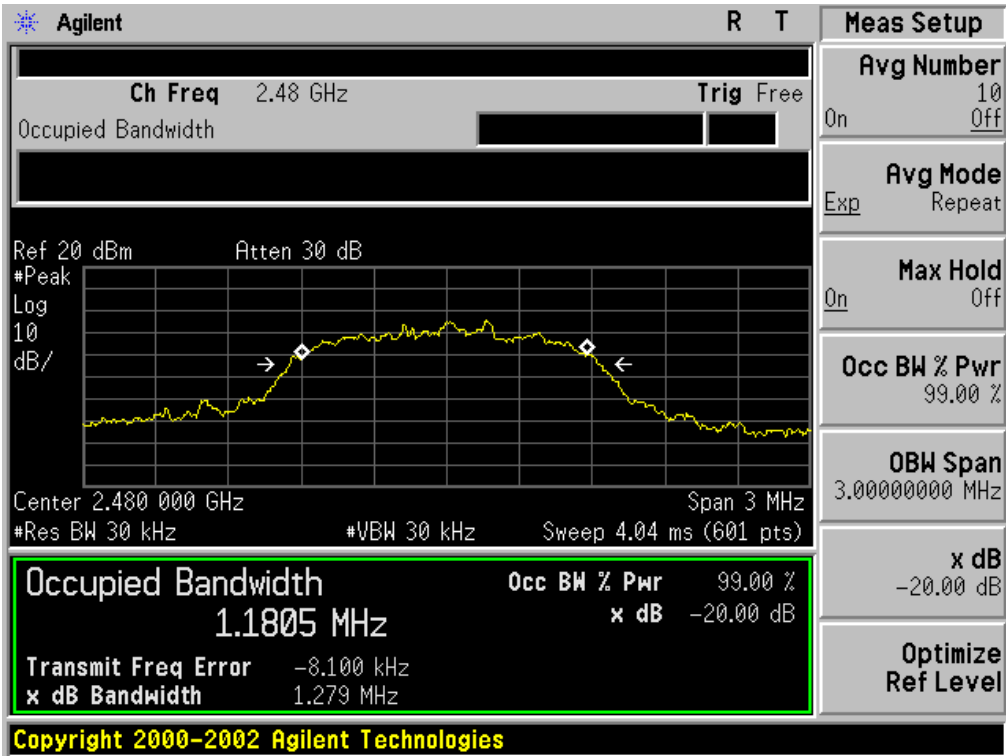 Agilent R T
Ch Freq 2.48 GHz Trig Free
Occupied Bandwidth
Ref 20 dBm Atten 30 dB
#Peak
Log
10
dB/
Center 2.480 000 GHz Span 3 MHz
#Res BW 30 kHz #VBW 30 kHz Sweep 4.04 ms (601 pts)
Occupied Bandwidth Occ BW % Pwr 99.00 %
1.1805 MHz x dB -20.00 dB
Transmit Freq Error -8.100 kHz
x dB Bandwidth 1.279 MHz
Copyright 2000-2002 Agilent Technologies
Meas Setup
Avg Number
10
On Off
Avg Mode
Exp Repeat
Max Hold
On Off
Occ BW % Pwr
99.00 %
OBW Span
3.00000000 MHz
x dB
-20.00 dB
Optimize
Ref Level